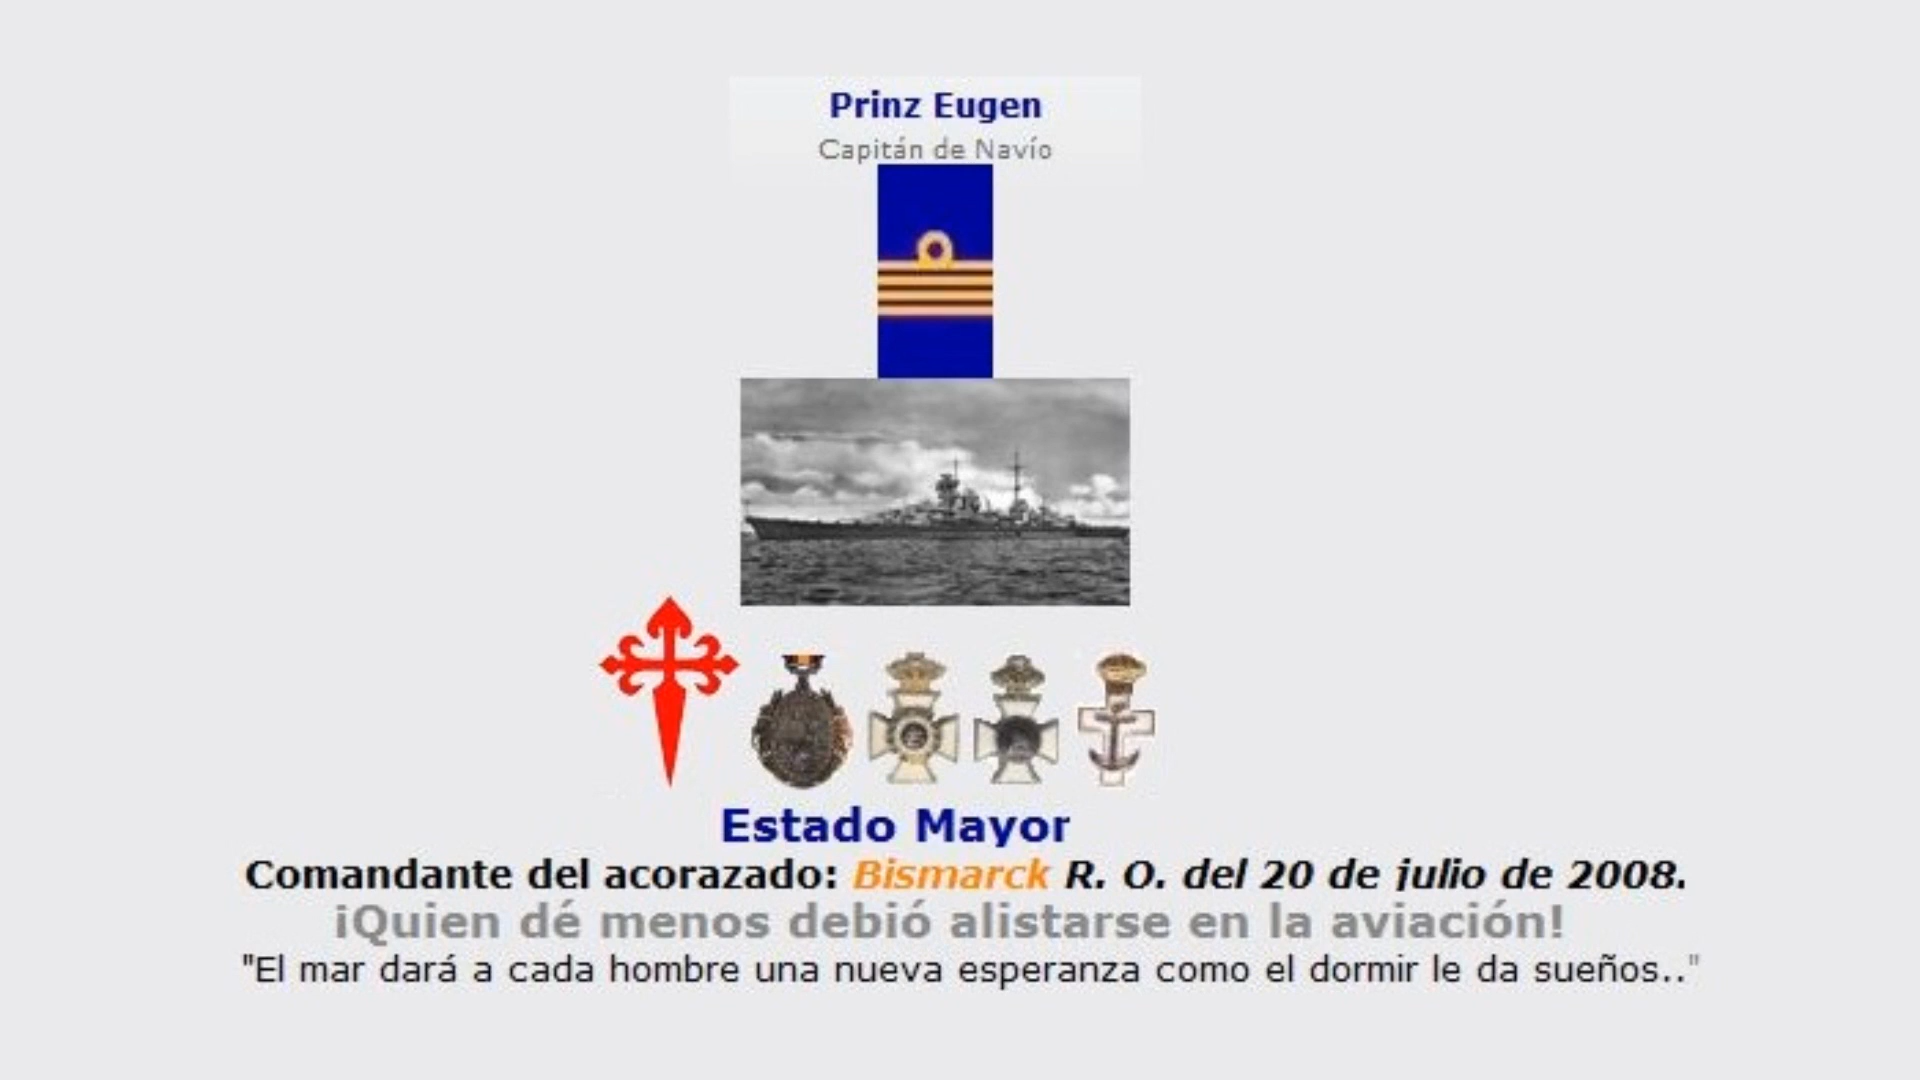 Prinz Eugen
Capitán de Navío
Estado Mayor
Comandante del acorazado: Bismarck R. O. del 20 de julio de 2008.
¡Quien dé menos debió alistarse en la aviación!
"El mar dará a cada hombre una nueva esperanza como el dormir le da sueños.."